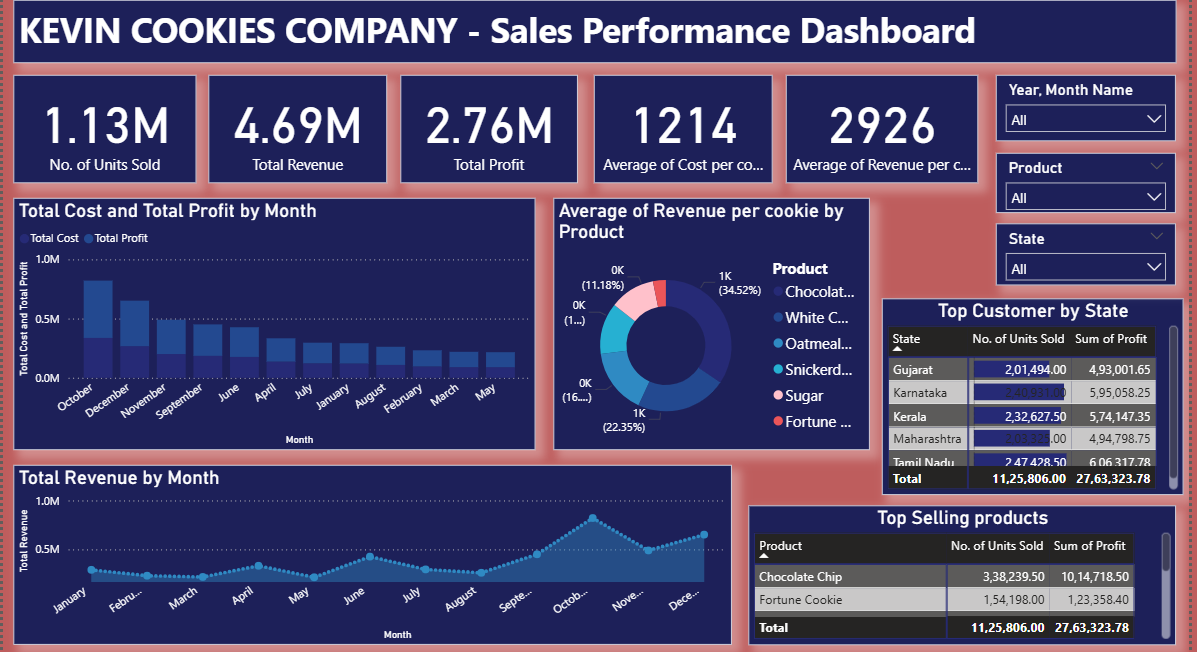 KEVIN COOKIES COMPANY - Sales Performance Dashboard
1.13M
No. of Units Sold
4.69M
Total Revenue
2.76M
Total Profit
1214
Average of Cost per co...
2926
Average of Revenue per c...
Year, Month Name
All
Product
All
State
All
Total Cost and Total Profit by Month
Total Cost Total Profit
Total Cost and Total Profit
1.0M
0.5M
0.0M
October December November September June April July January August February March May
Month
Average of Revenue per cookie by
Product
1K
(34.52%)
1K
(22.35%)
0K
(16....)
0K
(1...)
0K
(11.18%)
Product
Chocolat...
White C...
Oatmeal...
Snickerd...
Sugar
Fortune ...
Top Customer by State
State No. of Units Sold Sum of Profit
Gujarat 2,01,494.00 4,93,001.65
Karnataka 2,40,931.00 5,95,058.25
Kerala 2,32,627.50 5,74,147.35
Maharashtra 2,03,325.00 4,94,798.75
Tamil Nadu 2,47,428.50 6,06,317.78
Total 11,25,806.00 27,63,323.78
Total Revenue by Month
Total Revenue
1.0M
0.5M
January Febru... March April May June July August Septe... Octob... Nove... Dece...
Month
Top Selling products
Product No. of Units Sold Sum of Profit
Chocolate Chip 3,38,239.50 10,14,718.50
Fortune Cookie 1,54,198.00 1,23,358.40
Total 11,25,806.00 27,63,323.78